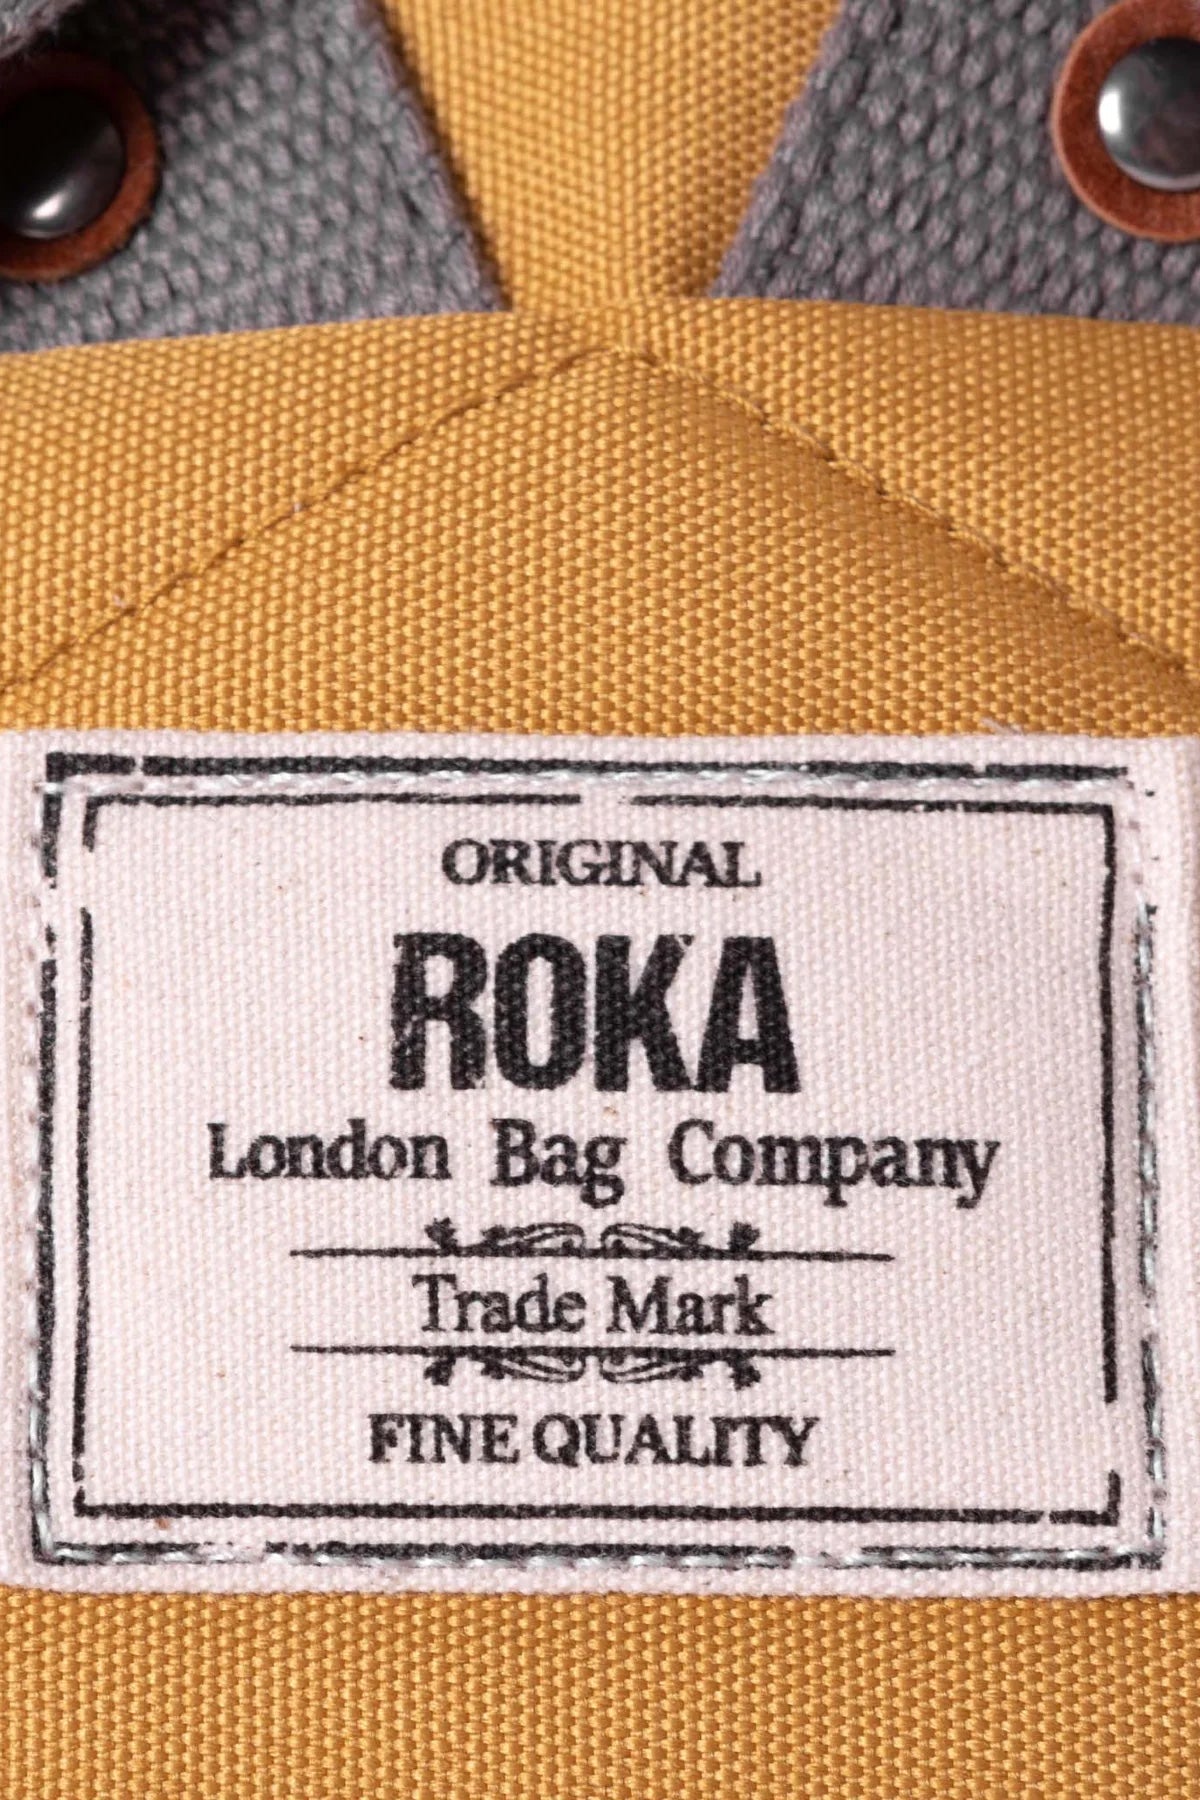 ORIGINAL
ROKA
London Bag Company
Trade Mark
FINE QUALITY